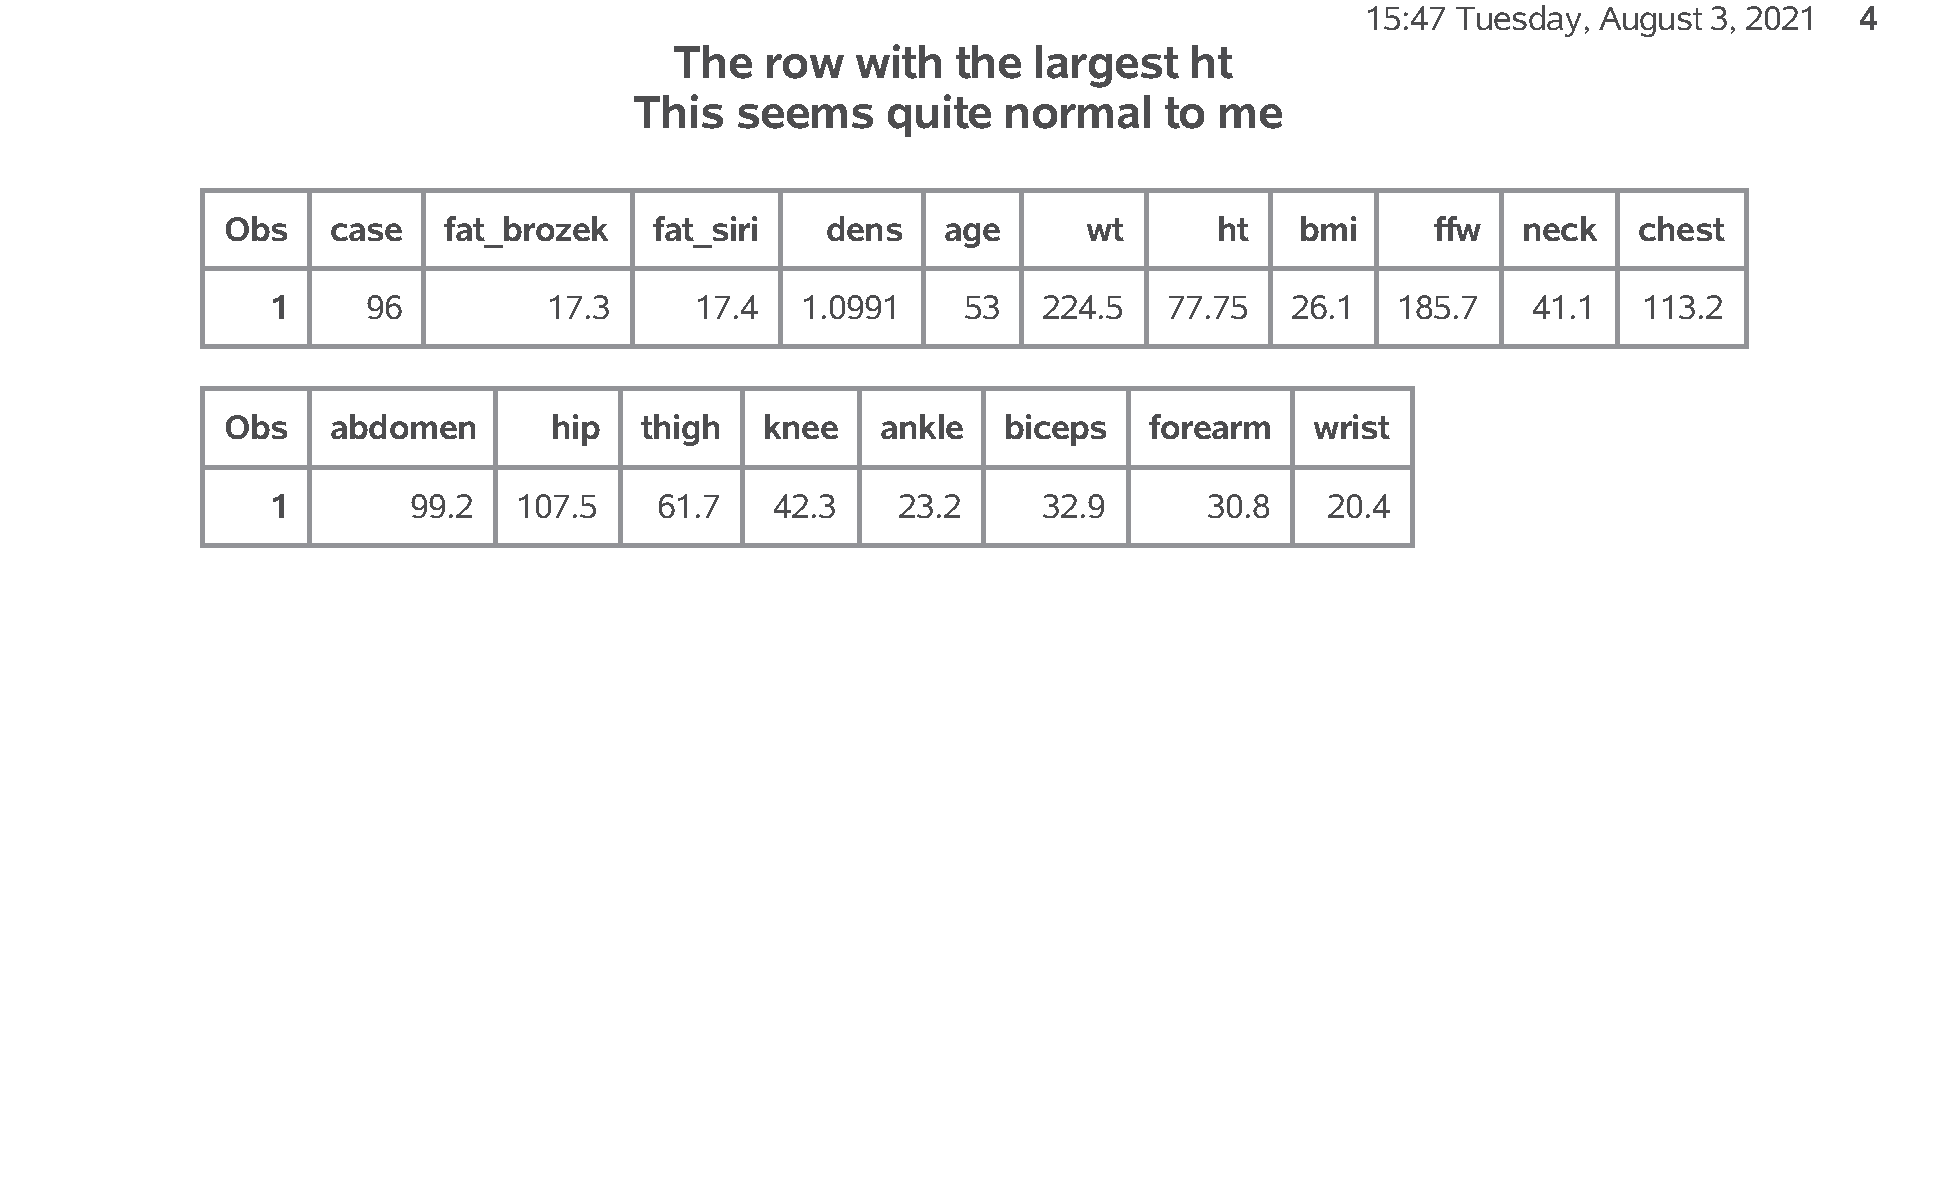 15:47 Tuesday, August 3, 2021 4
The row with the largest ht
This seems quite normal to me
Obs case fat_brozek fat_siri dens age wt ht bmi ffw neck chest
1 96 17.3 17.4 1.0991 53 224.5 77.75 26.1 185.7 41.1 113.2
Obs abdomen hip thigh knee ankle biceps forearm wrist
1 99.2 107.5 61.7 42.3 23.2 32.9 30.8 20.4